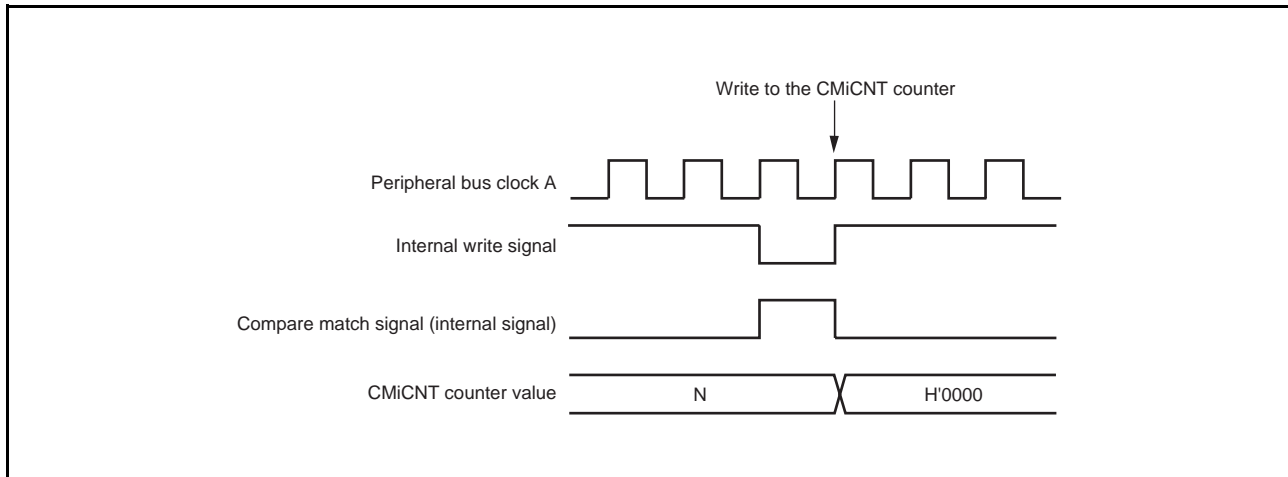 Write to the CMiCNT counter
Peripheral bus clock A
Internal write signal
Compare match signal (internal signal)
CMiCNT counter value
N
H'0000